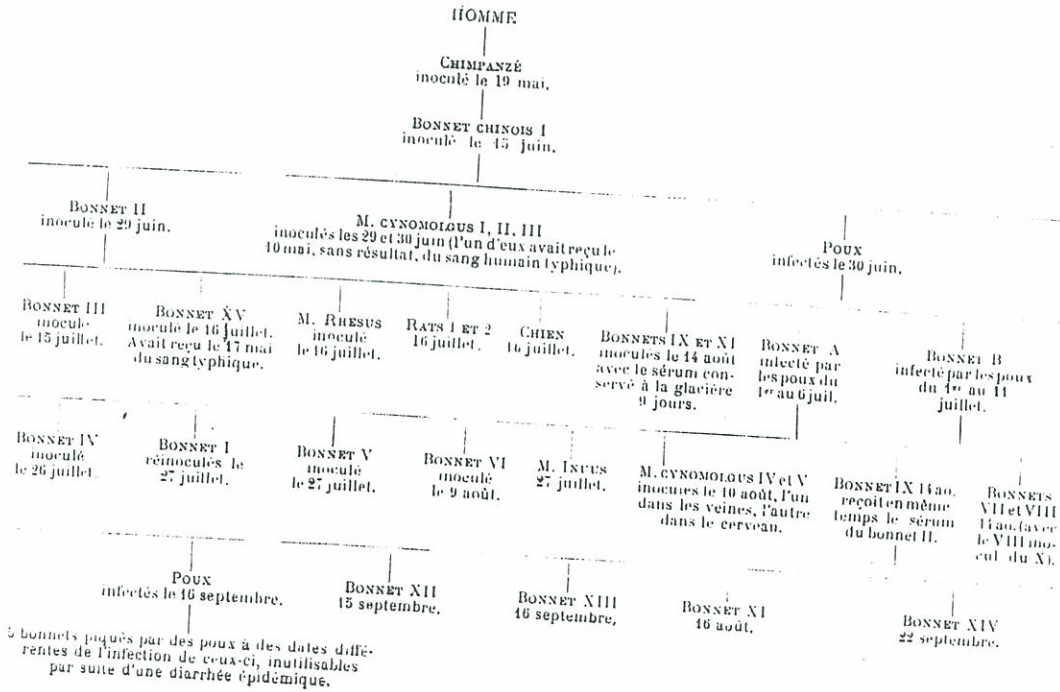 HOMME
CHIMPANZÉ
inoculé le 19 mai.
BONNET CHINOIS I
inoculé le 15 juin.
BONNET II
inoculé le 29 juin.
M. CYNOMOLGUS I, II, III
inoculés les 29 et 30 juin (l'un d'eux avait reçu le
10 mai, sans résultat, du sang humain typhique).
POUX
infectés le 30 juin.
BONNET III
inocule
le 15 juillet.
BONNET XV
inoculé le 16 juillet.
Avait reçu le 17 mai
du sang typhique.
M. RHESUS
inoculé
le 16 juillet.
RATS 1 ET 2
16 juillet.
CHIEN
16 juillet.
BONNETS IX ET XI
inoculés le 14 août
avec le sérum con-
servé à la glacière
9 jours.
BONNET A
infecté par
les poux du
1er au 6 juil.
BONNET B
infecté par les poux
du 1er au 11
juillet.
BONNET IV
inoculé
le 26 juillet.
BONNET I
réinoculés le
27 juillet.
BONNET V
inoculé
le 27 juillet.
BONNET VI
inoculé
le 9 août.
M. INUUS
27 juillet.
M. CYNOMOLGUS IV et V
inoculés le 10 août, l'un
dans les veines, l'autre
dans le cerveau.
BONNET IX 14 ao.
reçoit en même
temps le sérum
du bonnet II.
BONNETS
VII et VIII
14 ao. (avec
le VIII ino-
cul du X).
POUX
infectés le 16 septembre.
BONNET XII
15 septembre.
BONNET XIII
16 septembre.
BONNET XI
16 août.
BONNET XIV
22 septembre.
bonnets piqués par des poux à des dates diffé-
rentes de l'infection de ceux-ci, inutilisables
par suite d'une diarrhée épidémique.